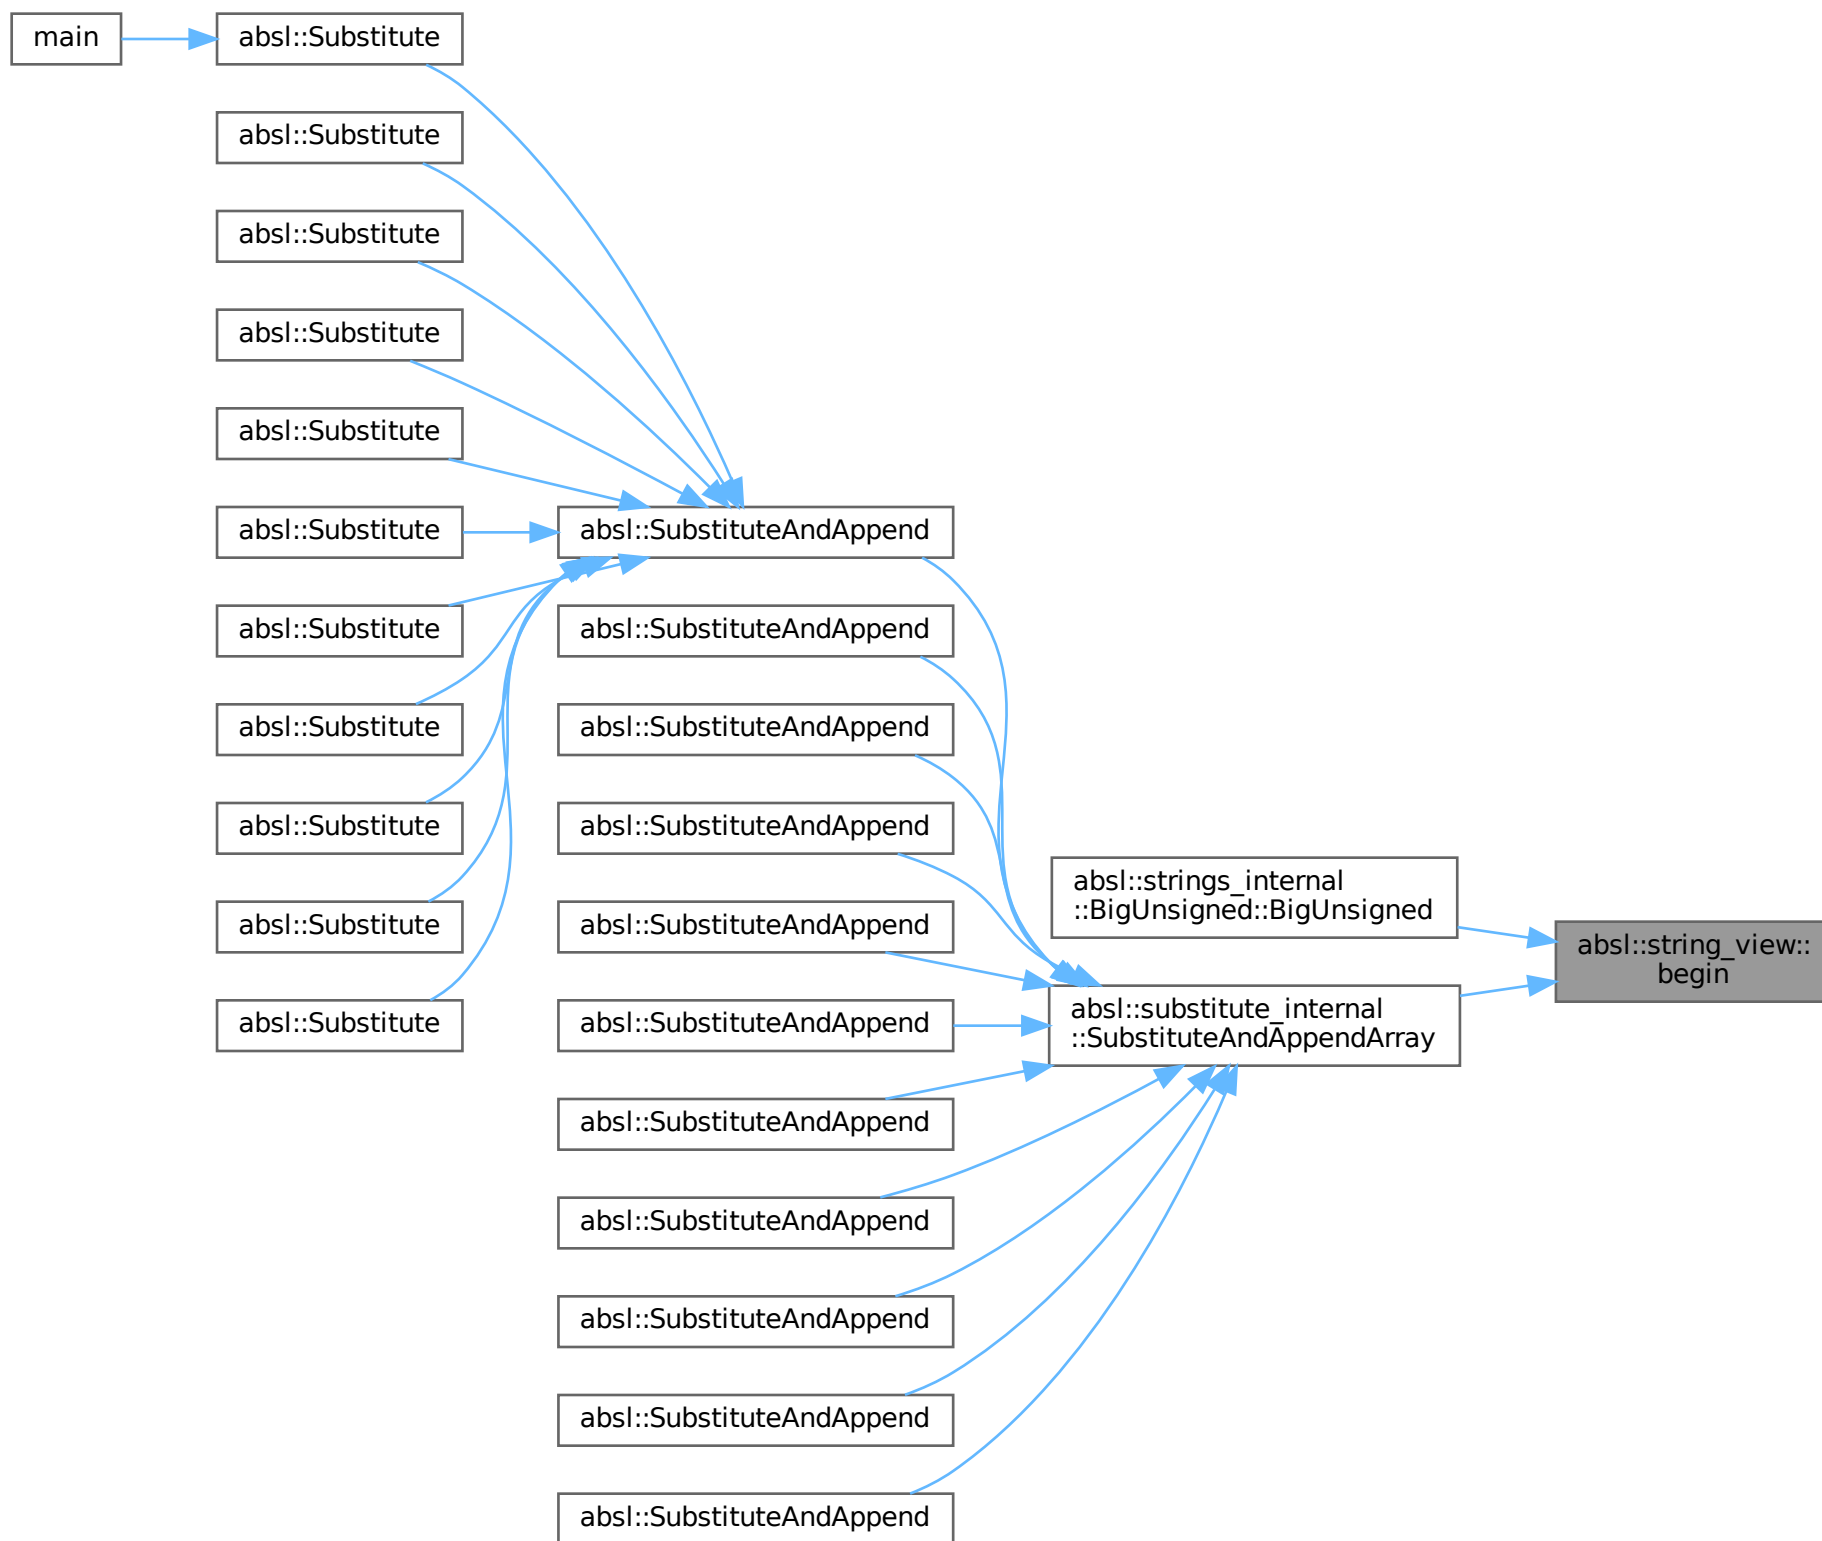 main
absl::Substitute
absl::Substitute
absl::Substitute
absl::Substitute
absl::Substitute
absl::Substitute
absl::SubstituteAndAppend
absl::Substitute
absl::SubstituteAndAppend
absl::Substitute
absl::SubstituteAndAppend
absl::Substitute
absl::SubstituteAndAppend
absl::strings_internal
::BigUnsigned::BigUnsigned
absl::Substitute
absl::SubstituteAndAppend
absl::string_view::
begin
absl::Substitute
absl::SubstituteAndAppend
absl::substitute_internal
::SubstituteAndAppendArray
absl::SubstituteAndAppend
absl::SubstituteAndAppend
absl::SubstituteAndAppend
absl::SubstituteAndAppend
absl::SubstituteAndAppend